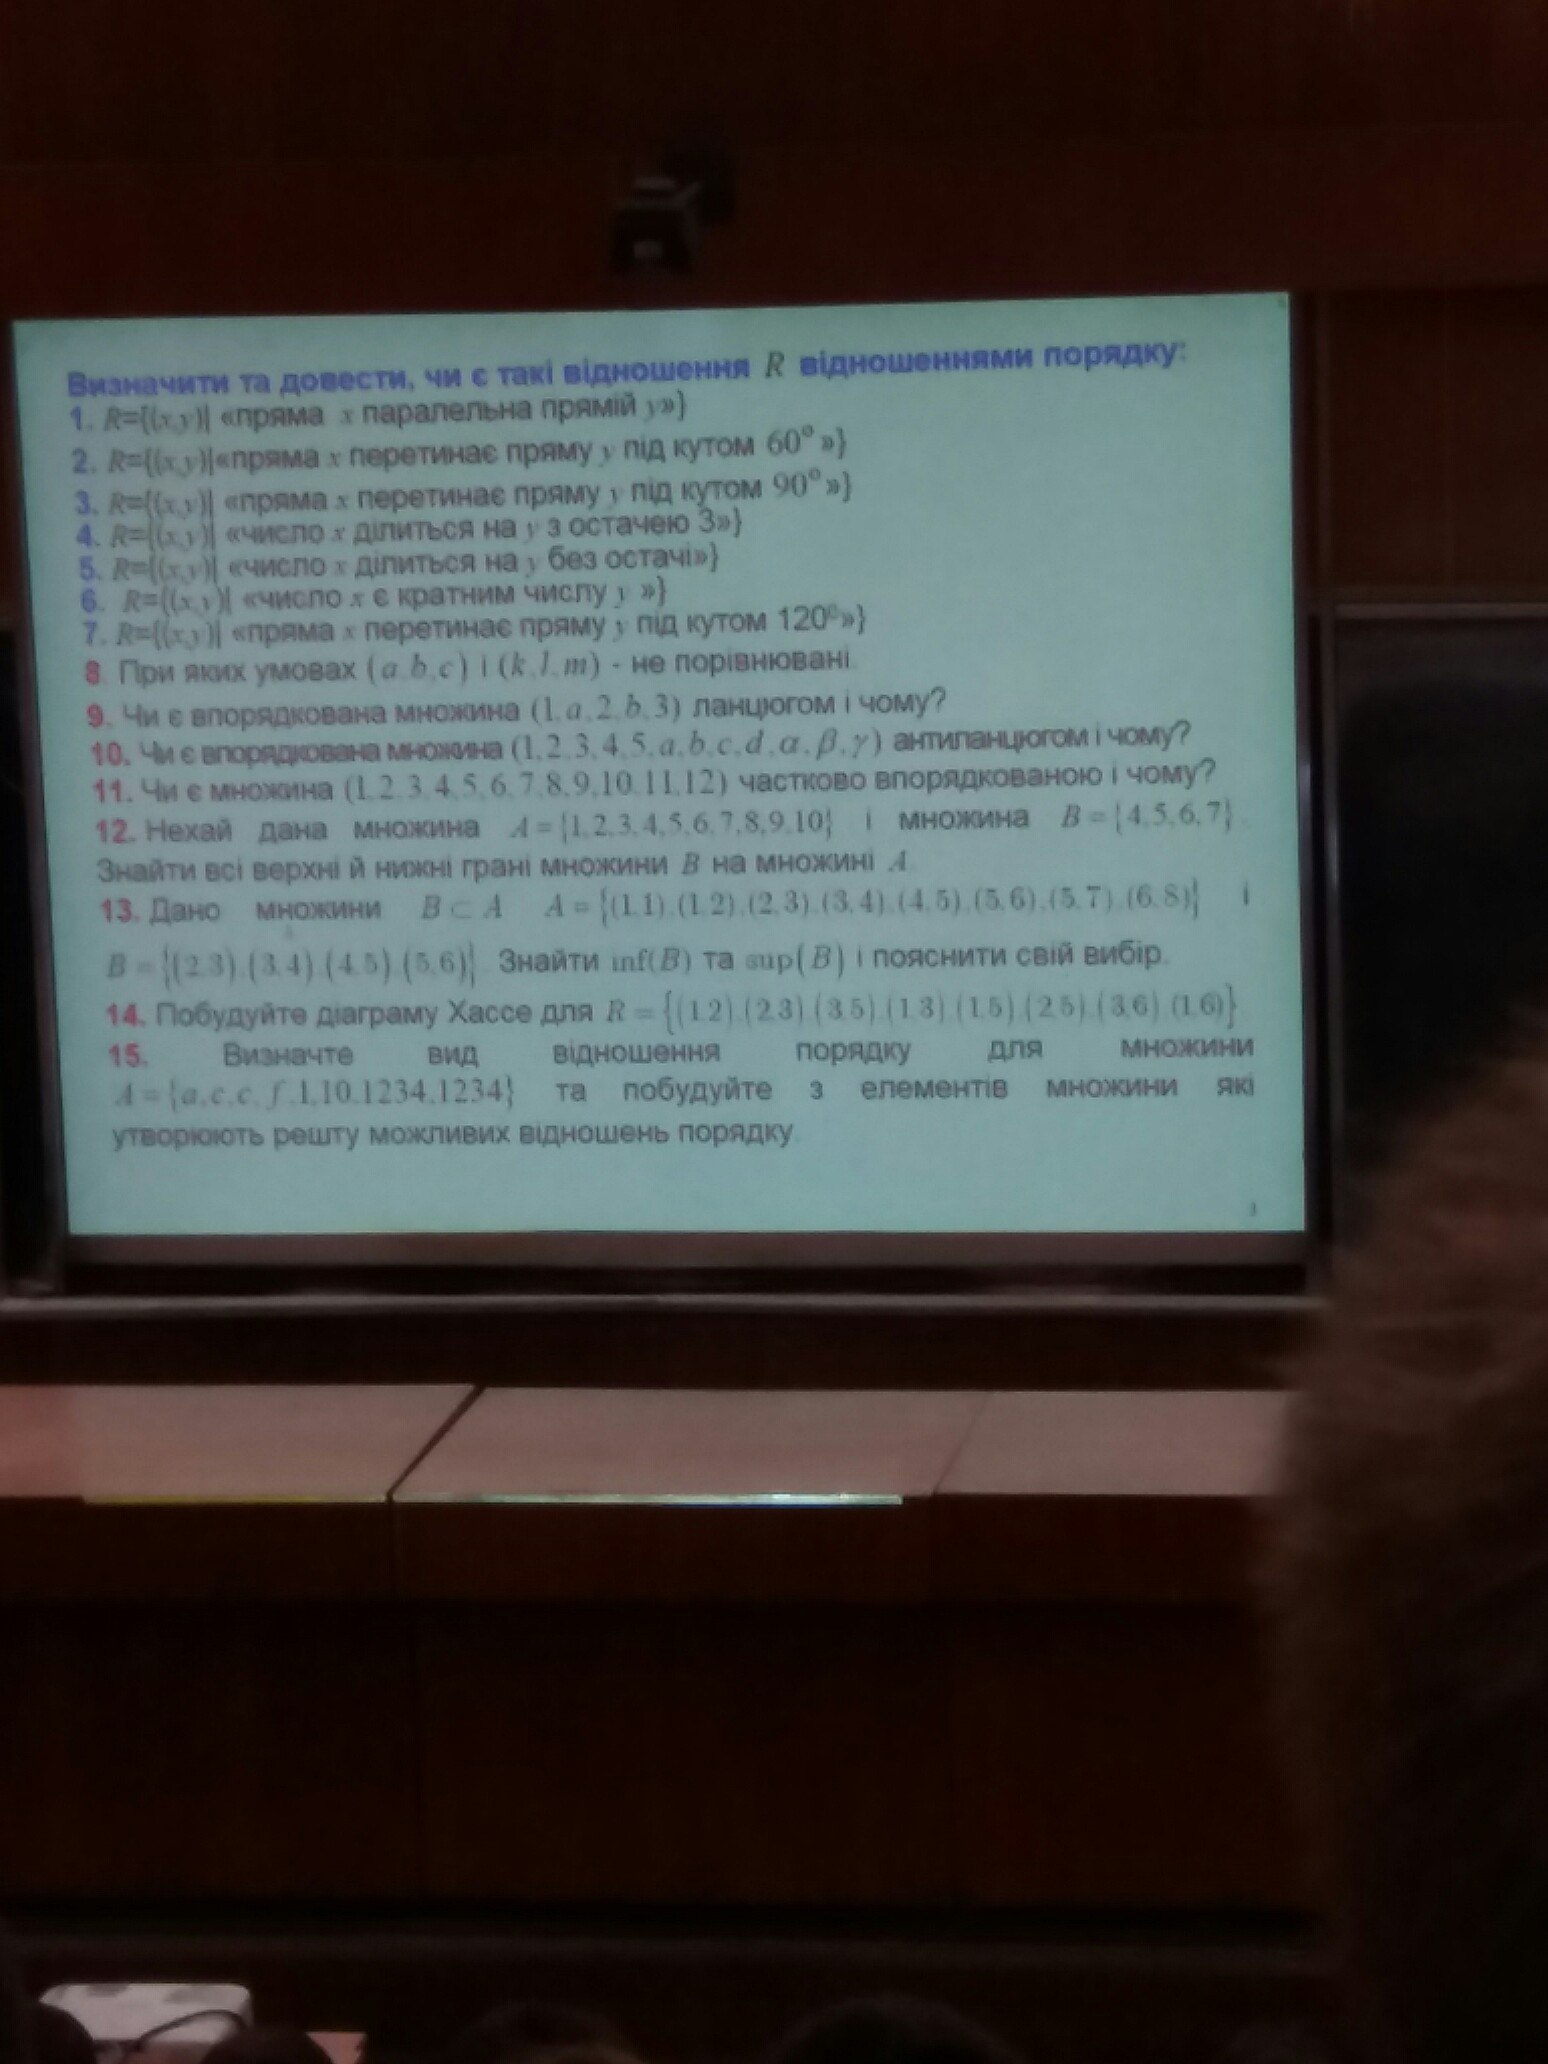 Визначити та довести, чи є такі відношення R відношеннями порядку:
1. R={(x,y)| «пряма x паралельна прямій y»}
2. R={(x,y)|«пряма x перетинає пряму y під кутом 60° »}
3. R={(x,y)| «пряма x перетинає пряму y під кутом 90° »}
4. R={(x,y)| «число x ділиться на y з остачею 3»}
5. R={(x,y)| «число x ділиться на y без остачі»}
6. R={(x,y)| «число x є кратним числу y »}
7. R={(x,y)| «пряма x перетинає пряму y під кутом 120°»}
8. При яких умовах (a,b,c) і (k,l,m) - не порівнювані.
9. Чи є впорядкована множина (1,a,2,b,3) ланцюгом і чому?
10. Чи є впорядкована множина (1,2,3,4,5,a,b,c,d,α,β,γ) антиланцюгом і чому?
11. Чи є множина (1,2,3,4,5,6,7,8,9,10,11,12) частково впорядкованою і чому?
12. Нехай дана множина A={1,2,3,4,5,6,7,8,9,10} і множина B={4,5,6,7}.
Знайти всі верхні й нижні грані множини B на множині A
13. Дано множини B⊂A A={(1,1),(1,2),(2,3),(3,4),(4,5),(5,6),(5,7),(6,8)} і
B={(2,3),(3,4),(4,5),(5,6)} Знайти inf(B) та sup(B) і пояснити свій вибір.
14. Побудуйте діаграму Хассе для R={(1,2),(2,3),(3,5),(1,3),(1,5),(2,5),(3,6),(1,6)}
15. Визначте вид відношення порядку для множини
A={a,c,c,f,1,10,1234,1234} та побудуйте з елементів множини які
утворюють решту можливих відношень порядку
3